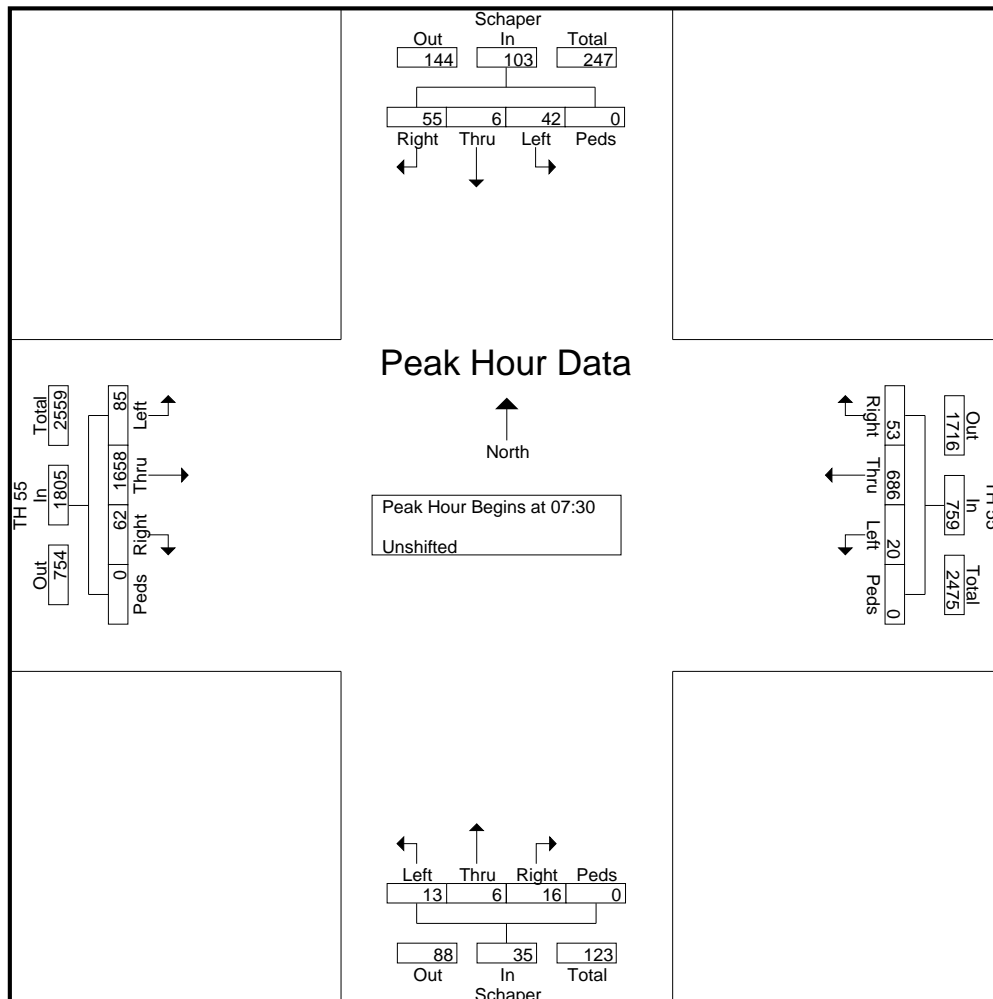 Schaper
Out In Total
144 103 247
55 6 42 0
Right Thru Left Peds
Peak Hour Data
North
Peak Hour Begins at 07:30
Unshifted
TH 55
Total In Out
2559 1805 754
85 1658 62 0
Left Thru Right Peds
TH 55
Out In Total
1716 759 2475
53 686 20 0
Right Thru Left Peds
Left Thru Right Peds
13 6 16 0
88 35 123
Out In Total
Schaper